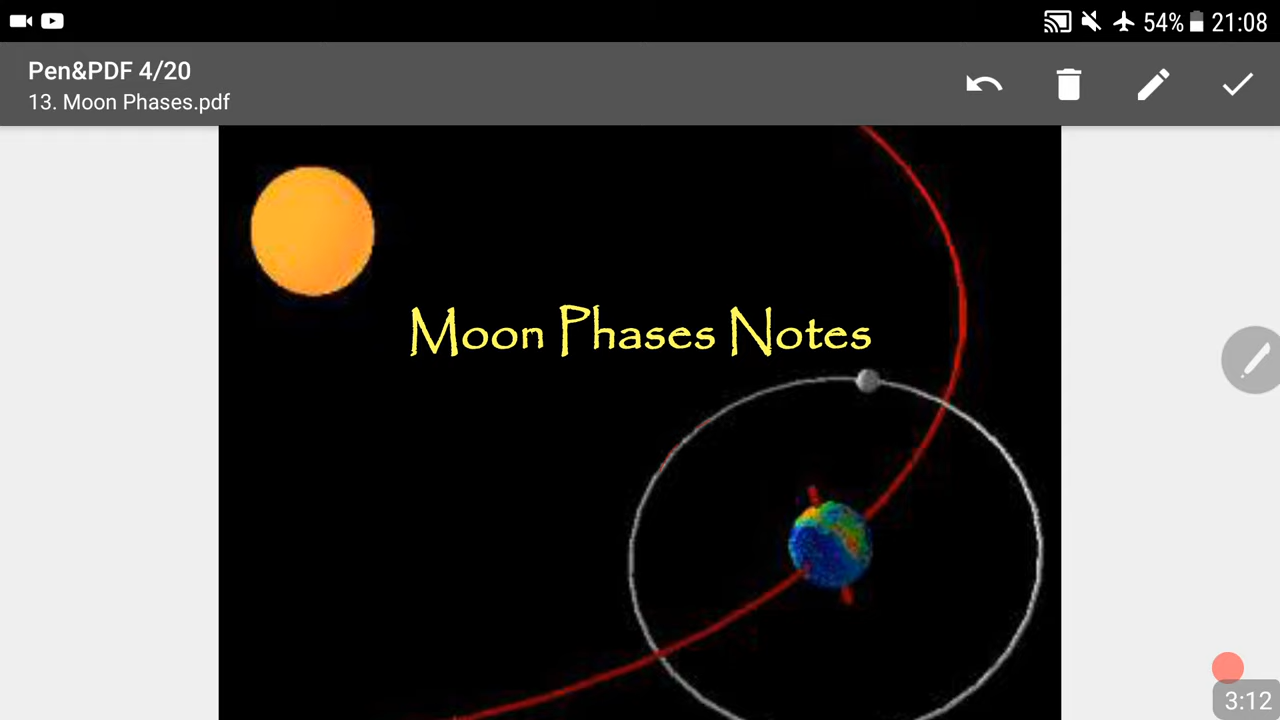 54% 21:08
Pen&PDF 4/20
13. Moon Phases.pdf
Moon Phases Notes
3:12